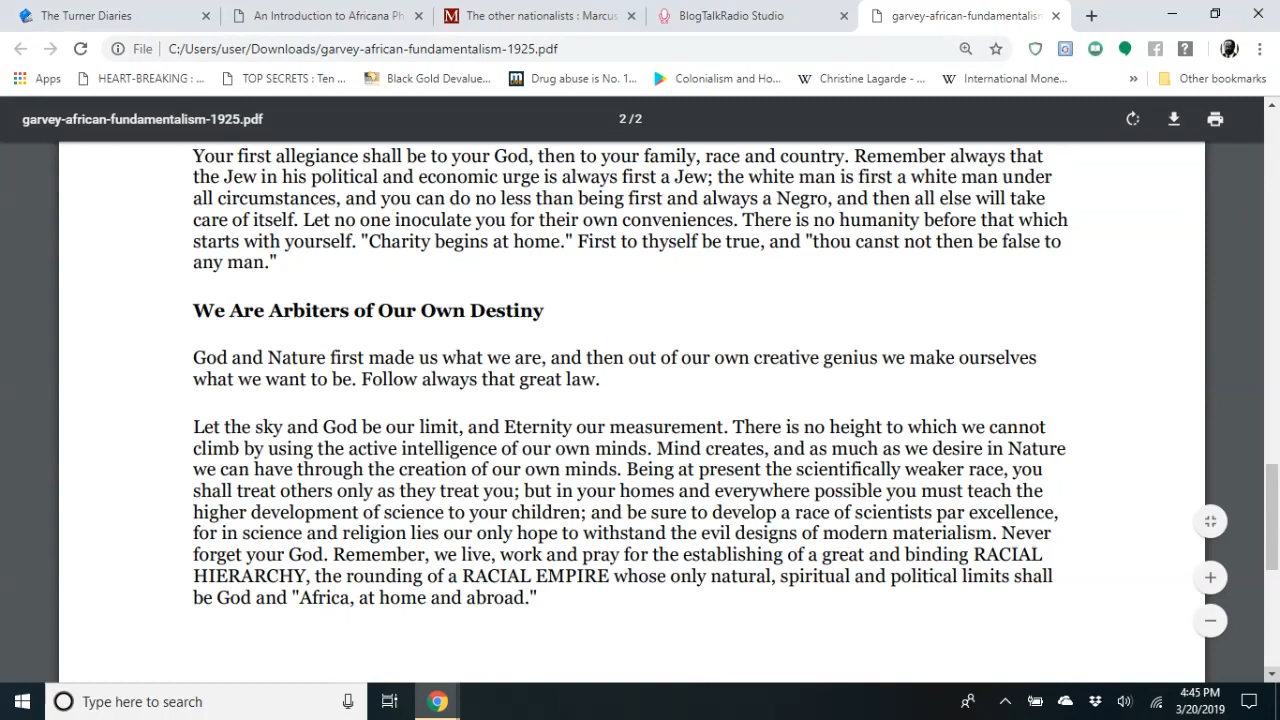 The Turner Diaries
An Introduction to Africana Ph
The other nationalists : Marcus
BlogTalkRadio Studio
garvey-african-fundamentalism
File
C:/Users/user/Downloads/garvey-african-fundamentalism-1925.pdf
Apps
HEART-BREAKING : ...
TOP SECRETS : Ten ...
Black Gold Devalue...
Drug abuse is No. 1...
Colonialism and Ho...
Christine Lagarde - ...
International Mone...
»
Other bookmarks
garvey-african-fundamentalism-1925.pdf
2 / 2
Your first allegiance shall be to your God, then to your family, race and country. Remember always that
the Jew in his political and economic urge is always first a Jew; the white man is first a white man under
all circumstances, and you can do no less than being first and always a Negro, and then all else will take
care of itself. Let no one inoculate you for their own conveniences. There is no humanity before that which
starts with yourself. "Charity begins at home." First to thyself be true, and "thou canst not then be false to
any man."
We Are Arbiters of Our Own Destiny
God and Nature first made us what we are, and then out of our own creative genius we make ourselves
what we want to be. Follow always that great law.
Let the sky and God be our limit, and Eternity our measurement. There is no height to which we cannot
climb by using the active intelligence of our own minds. Mind creates, and as much as we desire in Nature
we can have through the creation of our own minds. Being at present the scientifically weaker race, you
shall treat others only as they treat you; but in your homes and everywhere possible you must teach the
higher development of science to your children; and be sure to develop a race of scientists par excellence,
for in science and religion lies our only hope to withstand the evil designs of modern materialism. Never
forget your God. Remember, we live, work and pray for the establishing of a great and binding RACIAL
HIERARCHY, the rounding of a RACIAL EMPIRE whose only natural, spiritual and political limits shall
be God and "Africa, at home and abroad."
Type here to search
4:45 PM
3/20/2019